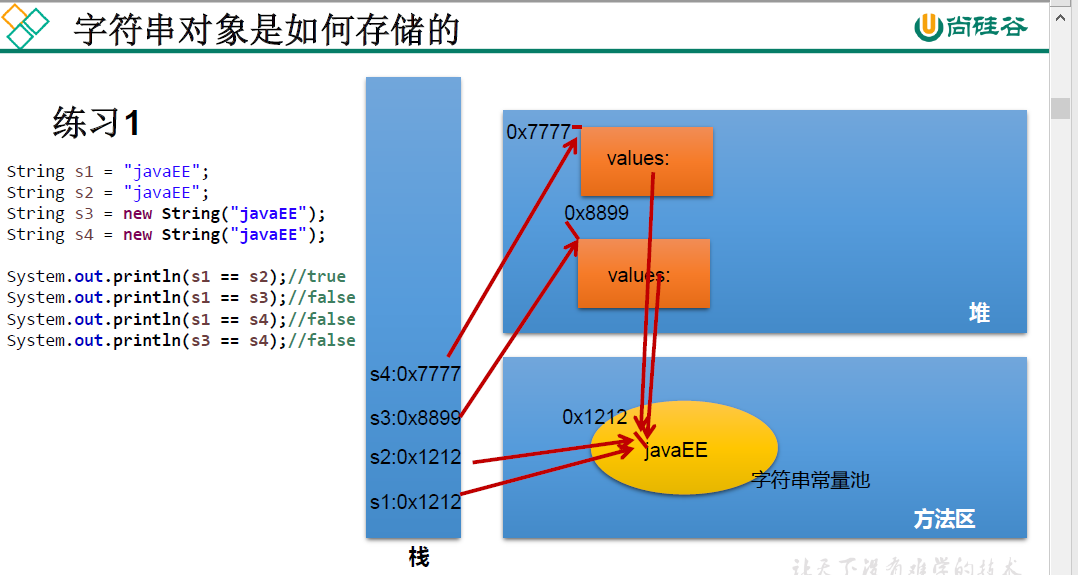 字符串对象是如何存储的
尚硅谷
练习1
String s1 = "javaEE";
String s2 = "javaEE";
String s3 = new String("javaEE");
String s4 = new String("javaEE");
System.out.println(s1 == s2);//true
System.out.println(s1 == s3);//false
System.out.println(s1 == s4);//false
System.out.println(s3 == s4);//false
s4:0x7777
s3:0x8899
s2:0x1212
s1:0x1212
栈
0x7777
values:
0x8899
values:
堆
0x1212
javaEE
字符串常量池
方法区
让天下没有难学的技术